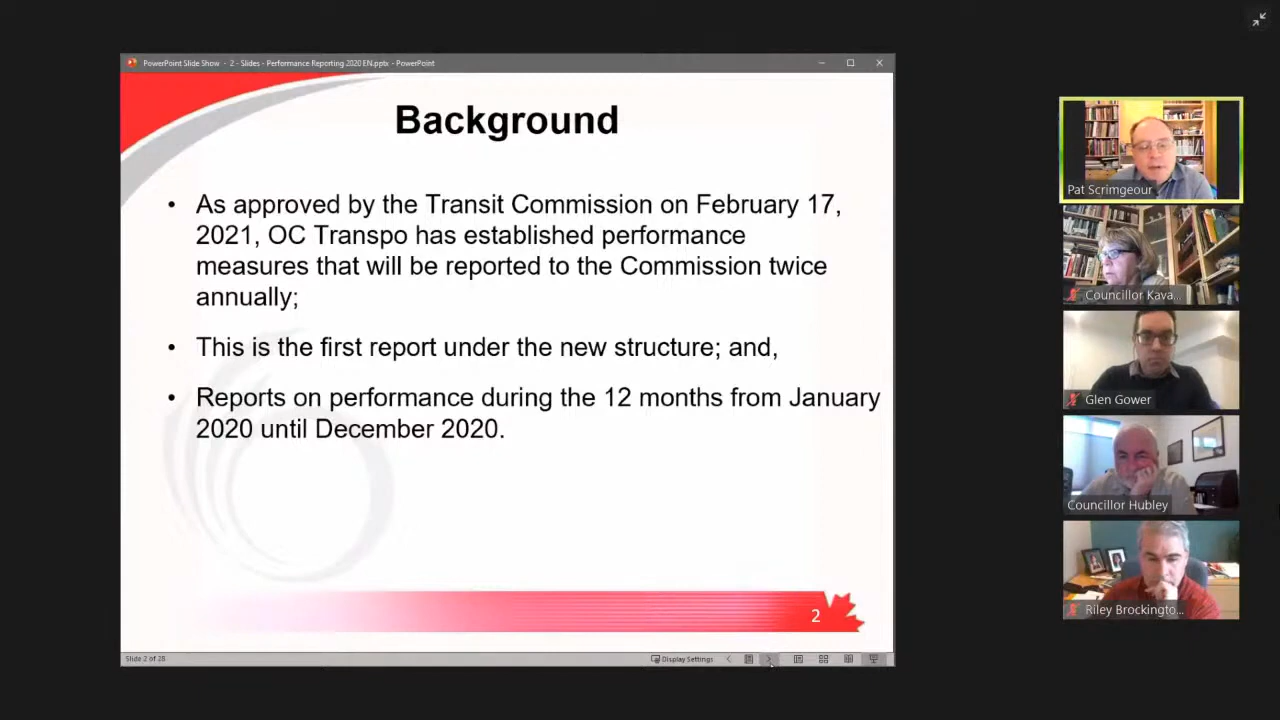 PowerPoint Slide Show - 2 - Slides - Performance Reporting 2020 EN.pptx - PowerPoint
Background
• As approved by the Transit Commission on February 17,
2021, OC Transpo has established performance
measures that will be reported to the Commission twice
annually;
• This is the first report under the new structure; and,
• Reports on performance during the 12 months from January
2020 until December 2020.
2
Slide 2 of 28
Display Settings
Pat Scrimgeour
Councillor Kava...
Glen Gower
Councillor Hubley
Riley Brockingto...